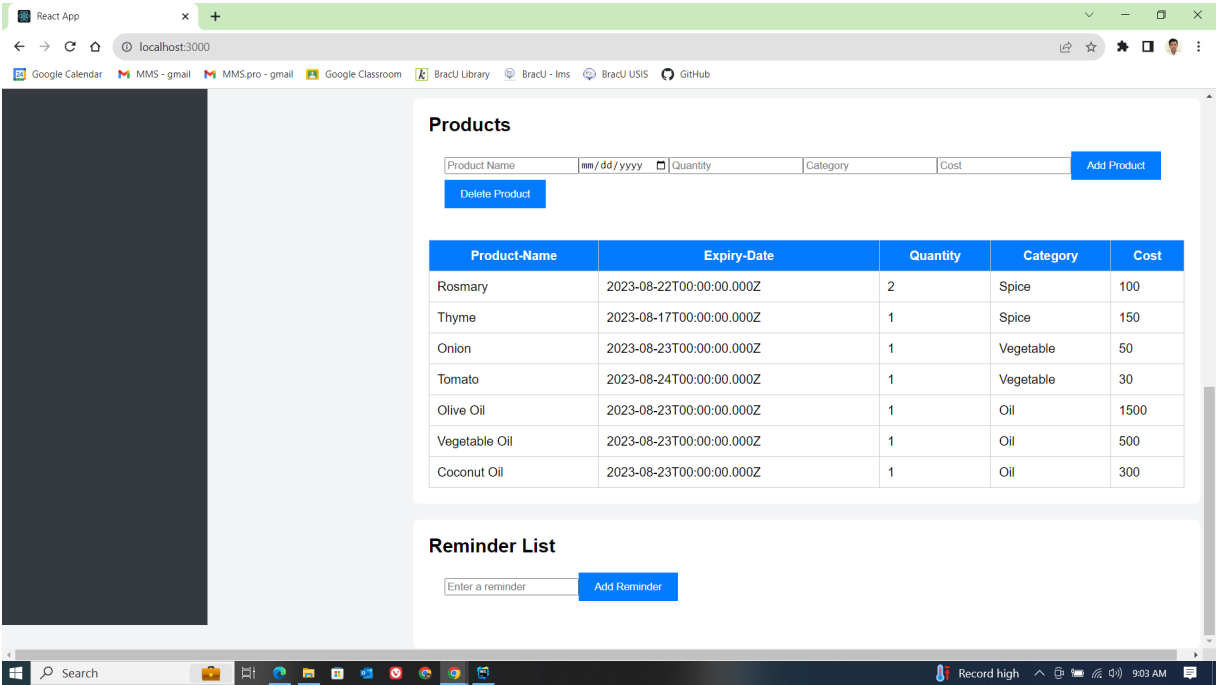 React App
localhost:3000
24 Google Calendar MMS - gmail MMS.pro - gmail Google Classroom BracU Library BracU - lms BracU USIS GitHub
Products
Product Name mm/dd/yyyy Quantity Category Cost Add Product
Delete Product
Product-Name Expiry-Date Quantity Category Cost
Rosmary 2023-08-22T00:00:00.000Z 2 Spice 100
Thyme 2023-08-17T00:00:00.000Z 1 Spice 150
Onion 2023-08-23T00:00:00.000Z 1 Vegetable 50
Tomato 2023-08-24T00:00:00.000Z 1 Vegetable 30
Olive Oil 2023-08-23T00:00:00.000Z 1 Oil 1500
Vegetable Oil 2023-08-23T00:00:00.000Z 1 Oil 500
Coconut Oil 2023-08-23T00:00:00.000Z 1 Oil 300
Reminder List
Enter a reminder Add Reminder
Search Record high 9:03 AM